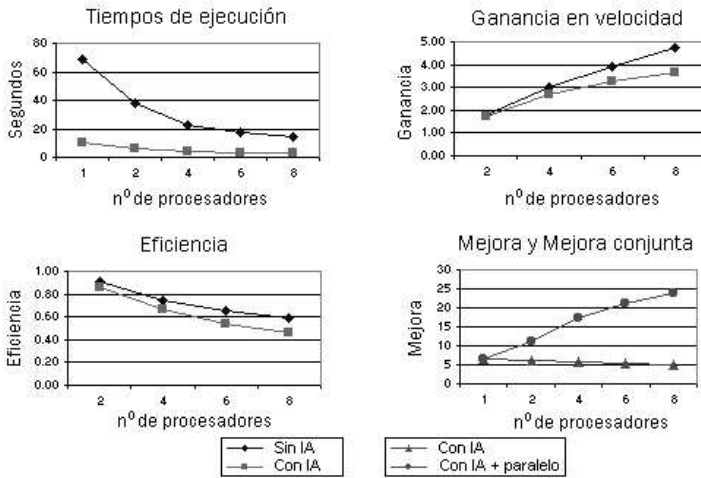 Tiempos de ejecución
80
60
40
20
0
Segundos
1 2 4 6 8
nº de procesadores
Ganancia en velocidad
5.00
4.00
3.00
2.00
1.00
0.00
Ganancia
2 4 6 8
nº de procesadores
Eficiencia
1.00
0.80
0.60
0.40
0.20
0.00
Eficiencia
2 4 6 8
nº de procesadores
Mejora y Mejora conjunta
30
25
20
15
10
5
0
Mejora
1 2 4 6 8
nº de procesadores
Sin IA
Con IA
Con IA
Con IA + paralelo